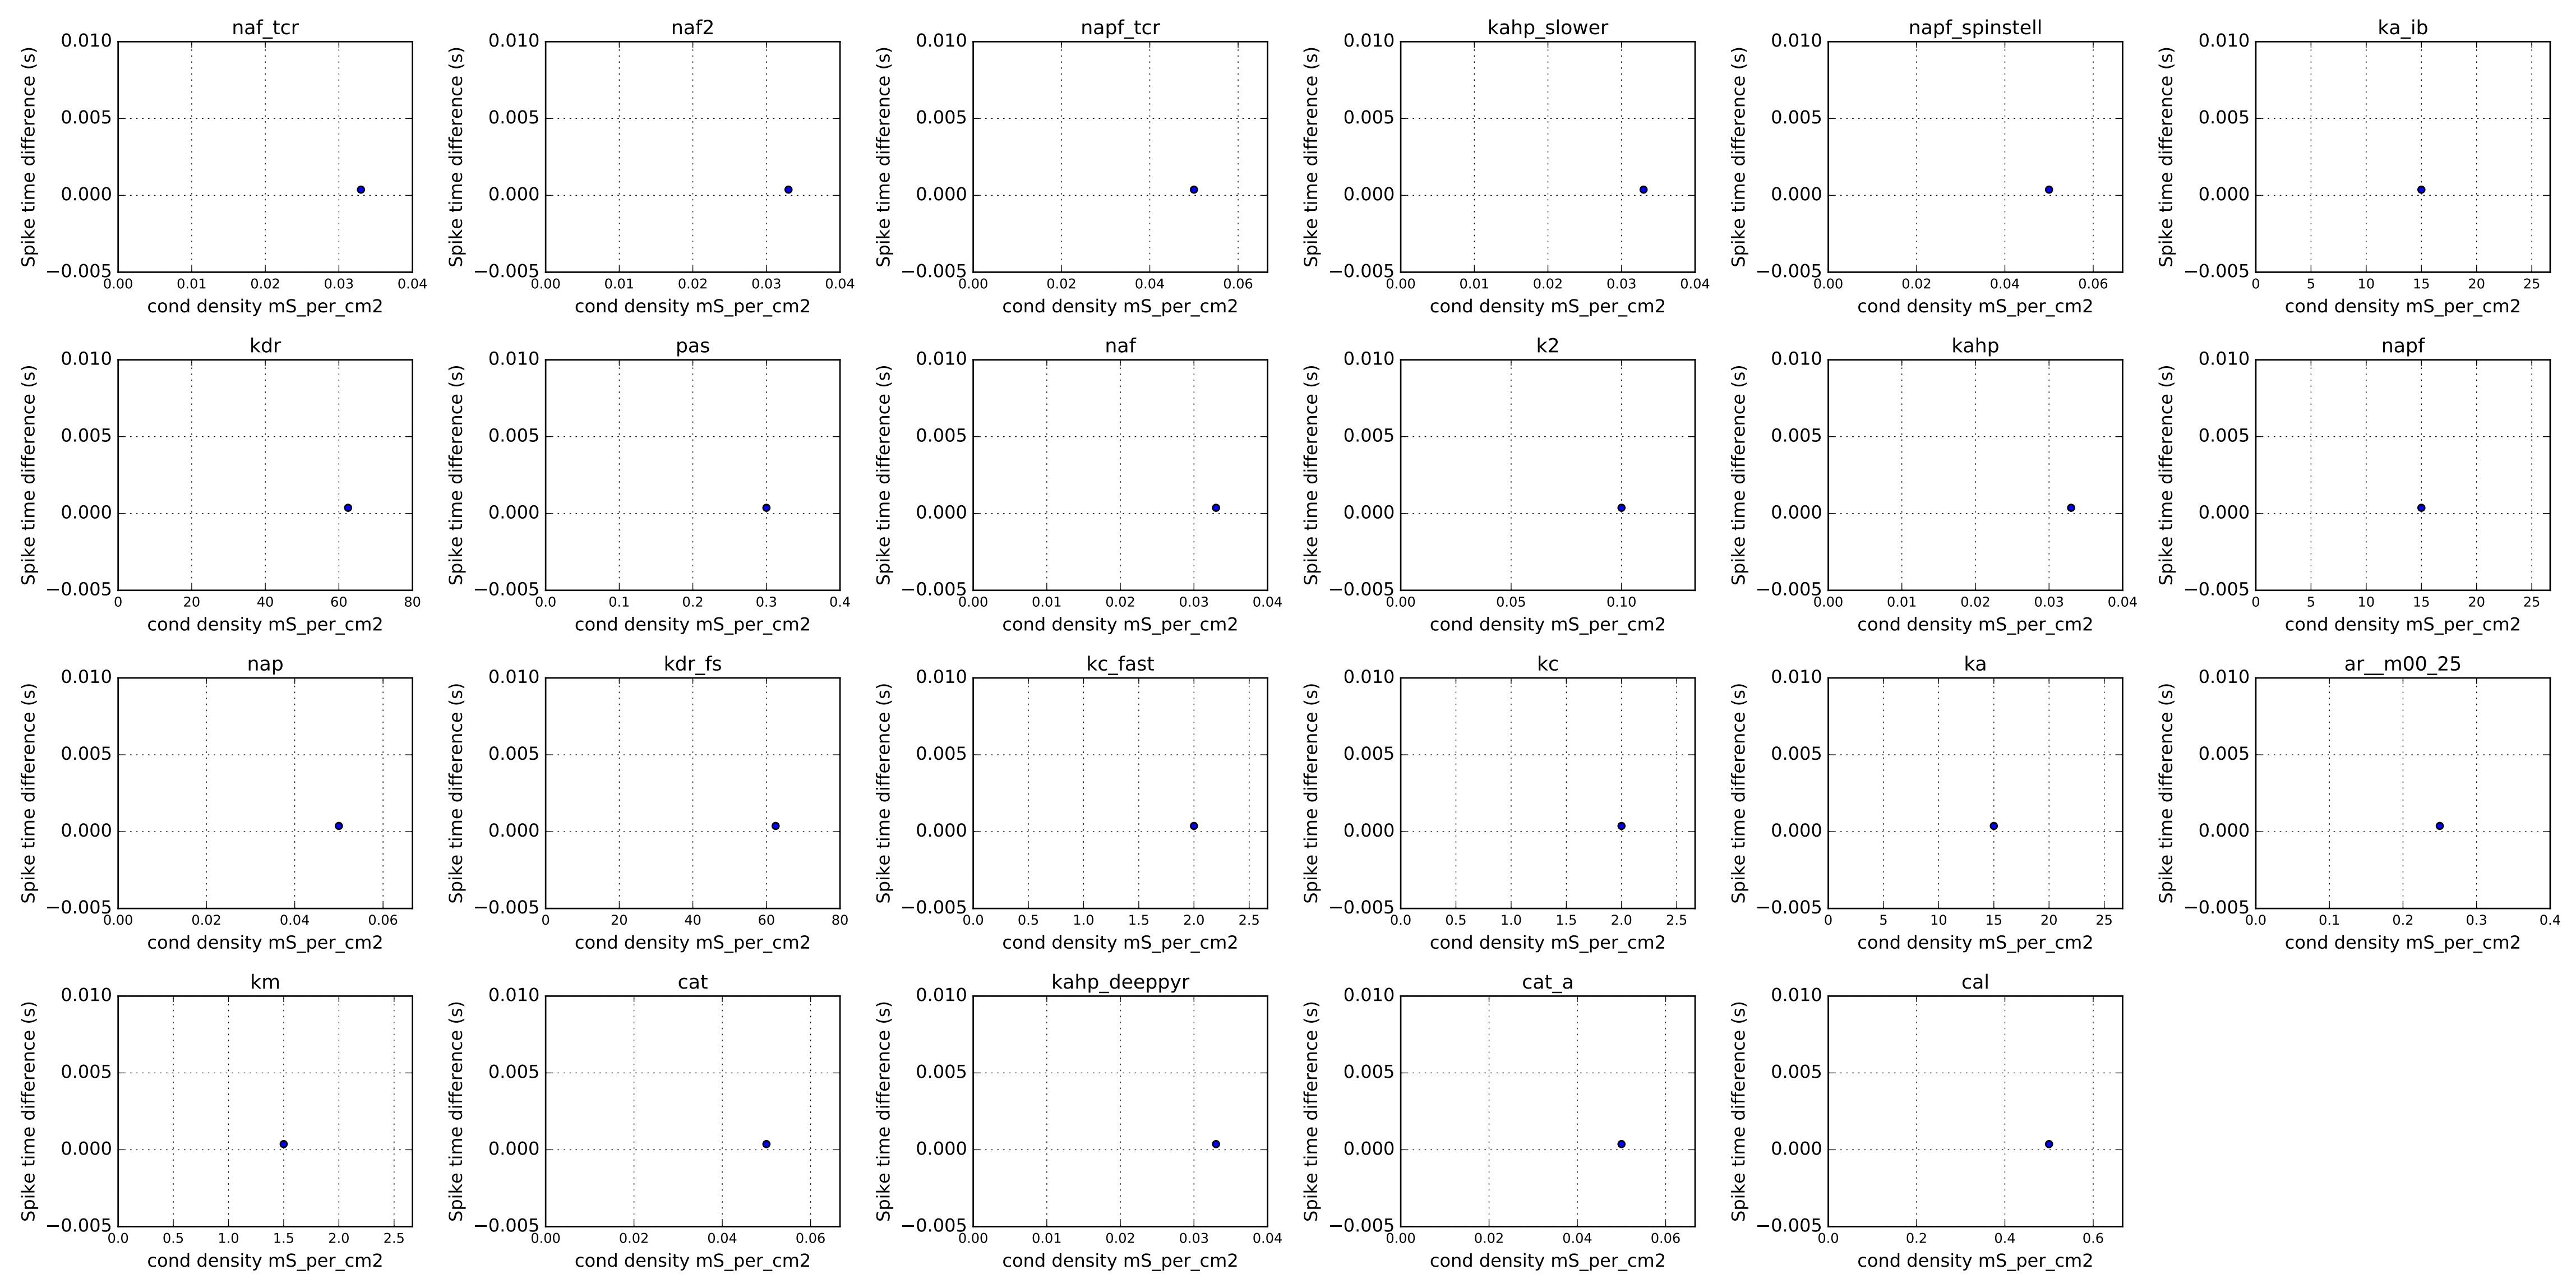 naf_tcr
naf2
napf_tcr
kahp_slower
napf_spinstell
ka_ib
Spike time difference (s)
0.010
0.005
0.000
−0.005
0.00 0.01 0.02 0.03 0.04
cond density mS_per_cm2
Spike time difference (s)
0.010
0.005
0.000
−0.005
0.00 0.01 0.02 0.03 0.04
cond density mS_per_cm2
Spike time difference (s)
0.010
0.005
0.000
−0.005
0.00 0.02 0.04 0.06
cond density mS_per_cm2
Spike time difference (s)
0.010
0.005
0.000
−0.005
0.00 0.01 0.02 0.03 0.04
cond density mS_per_cm2
Spike time difference (s)
0.010
0.005
0.000
−0.005
0.00 0.02 0.04 0.06
cond density mS_per_cm2
Spike time difference (s)
0.010
0.005
0.000
−0.005
0 5 10 15 20 25
cond density mS_per_cm2
kdr
pas
naf
k2
kahp
napf
Spike time difference (s)
0.010
0.005
0.000
−0.005
0 20 40 60 80
cond density mS_per_cm2
Spike time difference (s)
0.010
0.005
0.000
−0.005
0.0 0.1 0.2 0.3 0.4
cond density mS_per_cm2
Spike time difference (s)
0.010
0.005
0.000
−0.005
0.00 0.01 0.02 0.03 0.04
cond density mS_per_cm2
Spike time difference (s)
0.010
0.005
0.000
−0.005
0.00 0.05 0.10
cond density mS_per_cm2
Spike time difference (s)
0.010
0.005
0.000
−0.005
0.00 0.01 0.02 0.03 0.04
cond density mS_per_cm2
Spike time difference (s)
0.010
0.005
0.000
−0.005
0 5 10 15 20 25
cond density mS_per_cm2
nap
kdr_fs
kc_fast
kc
ka
ar__m00_25
Spike time difference (s)
0.010
0.005
0.000
−0.005
0.00 0.02 0.04 0.06
cond density mS_per_cm2
Spike time difference (s)
0.010
0.005
0.000
−0.005
0 20 40 60 80
cond density mS_per_cm2
Spike time difference (s)
0.010
0.005
0.000
−0.005
0.0 0.5 1.0 1.5 2.0 2.5
cond density mS_per_cm2
Spike time difference (s)
0.010
0.005
0.000
−0.005
0.0 0.5 1.0 1.5 2.0 2.5
cond density mS_per_cm2
Spike time difference (s)
0.010
0.005
0.000
−0.005
0 5 10 15 20 25
cond density mS_per_cm2
Spike time difference (s)
0.010
0.005
0.000
−0.005
0.0 0.1 0.2 0.3 0.4
cond density mS_per_cm2
km
cat
kahp_deeppyr
cat_a
cal
Spike time difference (s)
0.010
0.005
0.000
−0.005
0.0 0.5 1.0 1.5 2.0 2.5
cond density mS_per_cm2
Spike time difference (s)
0.010
0.005
0.000
−0.005
0.00 0.02 0.04 0.06
cond density mS_per_cm2
Spike time difference (s)
0.010
0.005
0.000
−0.005
0.00 0.01 0.02 0.03 0.04
cond density mS_per_cm2
Spike time difference (s)
0.010
0.005
0.000
−0.005
0.00 0.02 0.04 0.06
cond density mS_per_cm2
Spike time difference (s)
0.010
0.005
0.000
−0.005
0.0 0.2 0.4 0.6
cond density mS_per_cm2